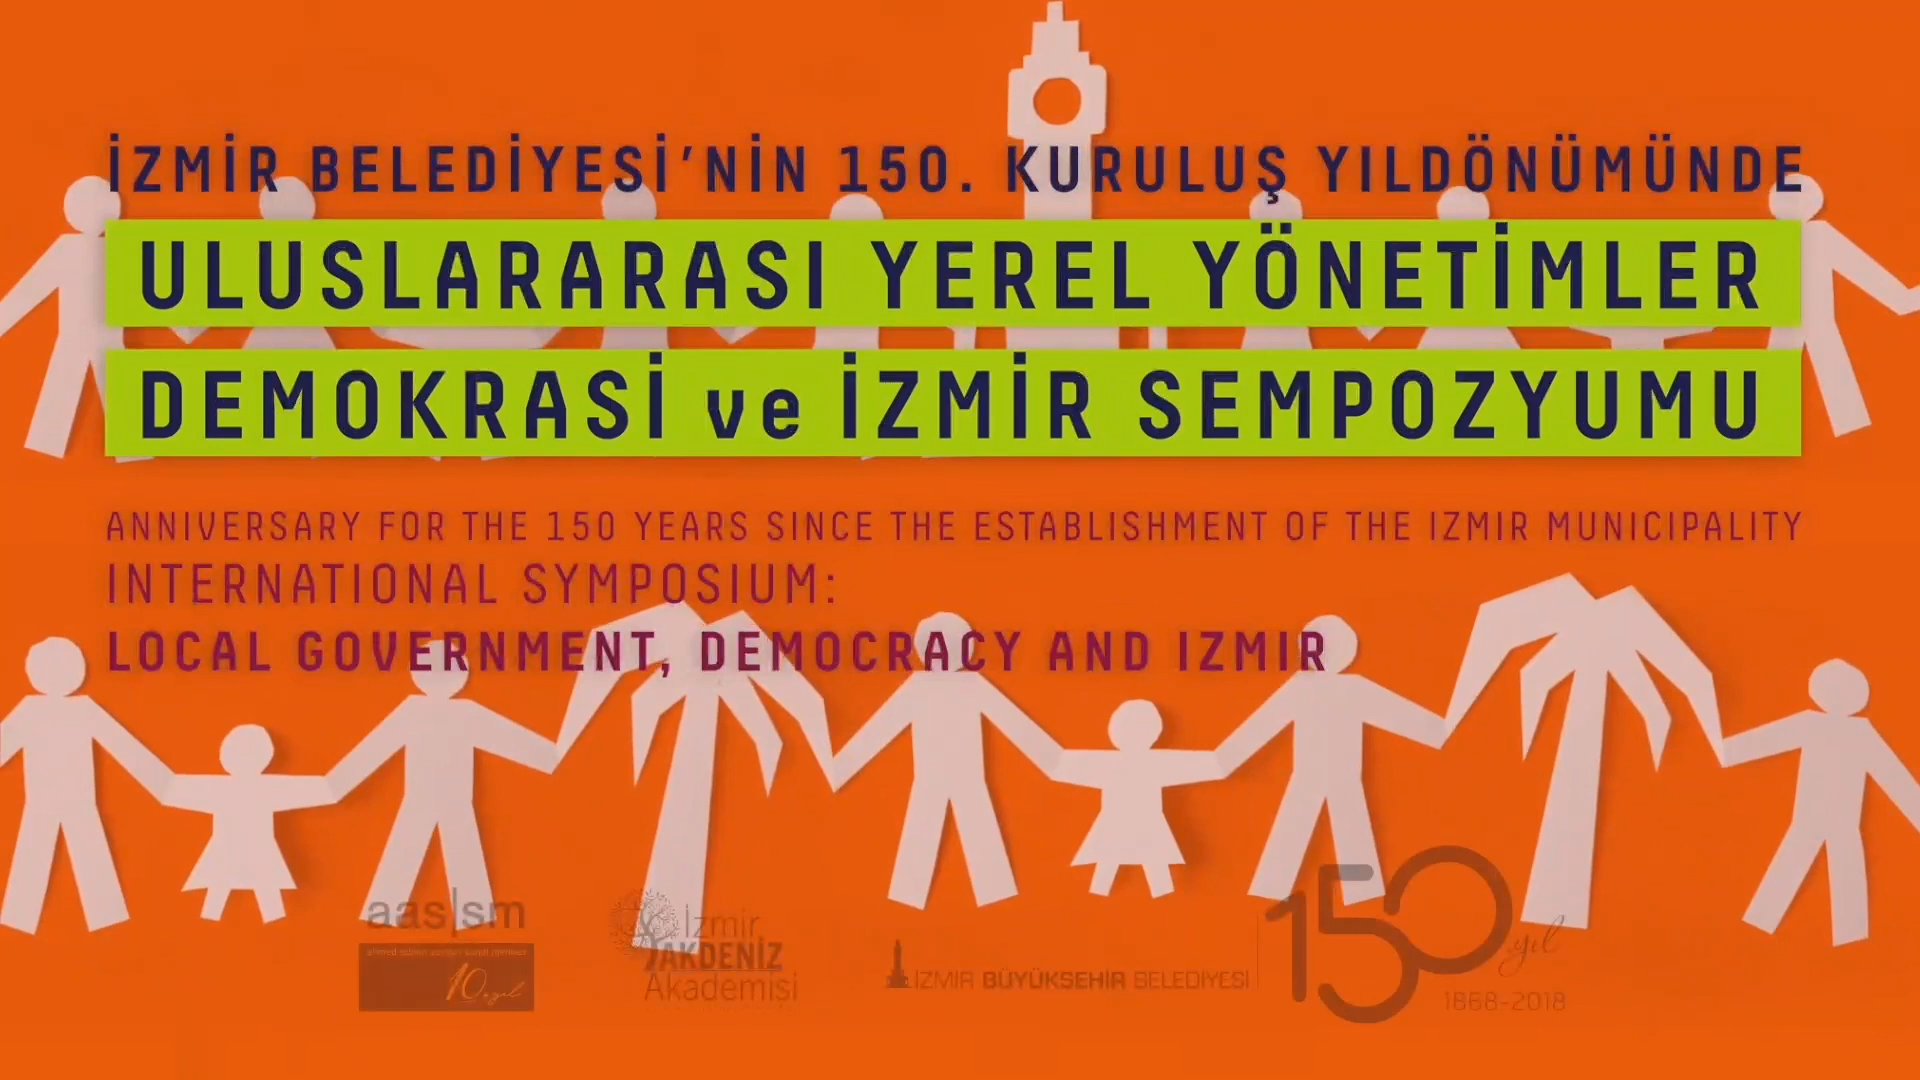 İZMİR BELEDİYESİ'NİN 150. KURULUŞ YILDÖNÜMÜNDE
ULUSLARARASI YEREL YÖNETİMLER
DEMOKRASİ ve İZMİR SEMPOZYUMU
ANNIVERSARY FOR THE 150 YEARS SINCE THE ESTABLISHMENT OF THE IZMIR MUNICIPALITY
INTERNATIONAL SYMPOSIUM:
LOCAL GOVERNMENT, DEMOCRACY AND IZMIR
aassm
10.yıl
İzmir
AKDENİZ
Akademisi
İZMİR BÜYÜKŞEHİR BELEDİYESİ
150.yıl
1868-2018